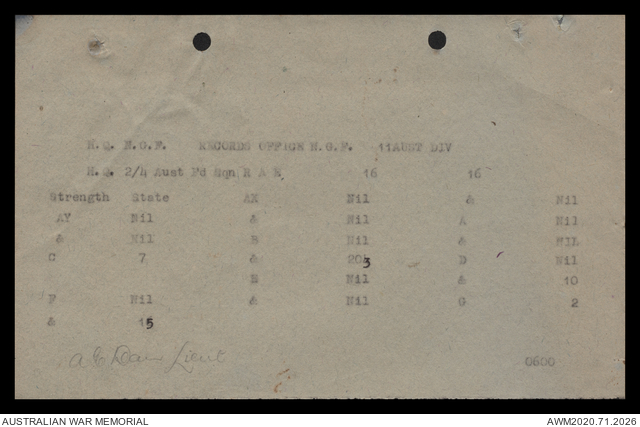 H.Q. N.G.F. RECORDS OFFICE N.G.F. 11AUST DIV
H.Q. 2/4 Aust Fd Sqn R A E 16 16
Strength State AX Nil & Nil
AY Nil & Nil A Nil
& Nil B Nil & NIL
C 7 & 203 D Nil
E Nil & 10
F Nil & Nil G 2
& 15
Lieut 0600
AUSTRALIAN WAR MEMORIAL AWM2020.71.2026